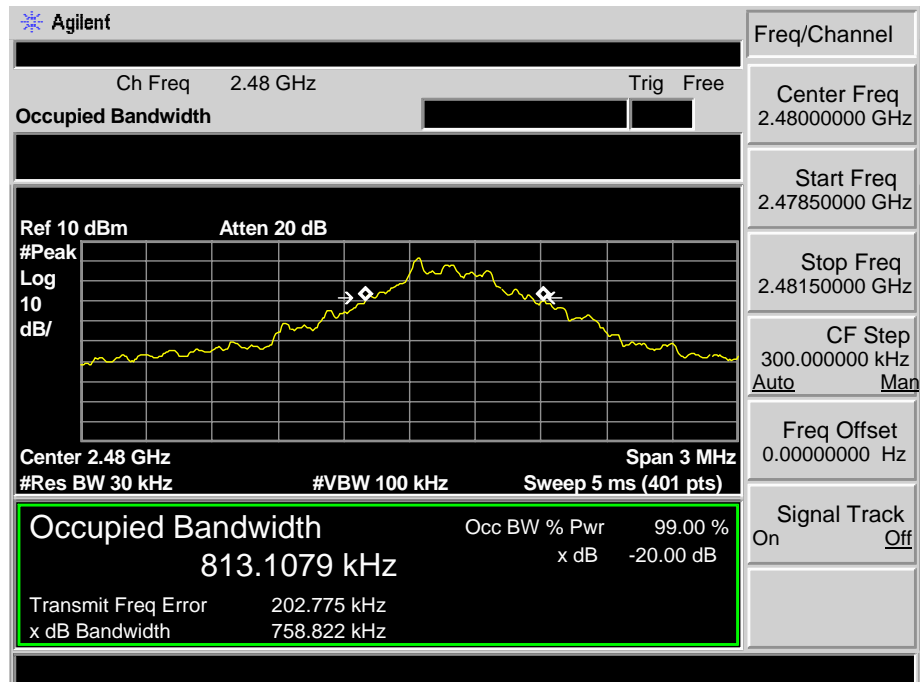 Agilent
Freq/Channel
Ch Freq 2.48 GHz Trig Free
Occupied Bandwidth
Center Freq
2.48000000 GHz
Start Freq
2.47850000 GHz
Stop Freq
2.48150000 GHz
CF Step
300.000000 kHz
Auto Man
Freq Offset
0.00000000 Hz
Signal Track
On Off
Ref 10 dBm Atten 20 dB
#Peak
Log
10
dB/
Center 2.48 GHz Span 3 MHz
#Res BW 30 kHz #VBW 100 kHz Sweep 5 ms (401 pts)
Occupied Bandwidth Occ BW % Pwr 99.00 %
813.1079 kHz x dB -20.00 dB
Transmit Freq Error 202.775 kHz
x dB Bandwidth 758.822 kHz